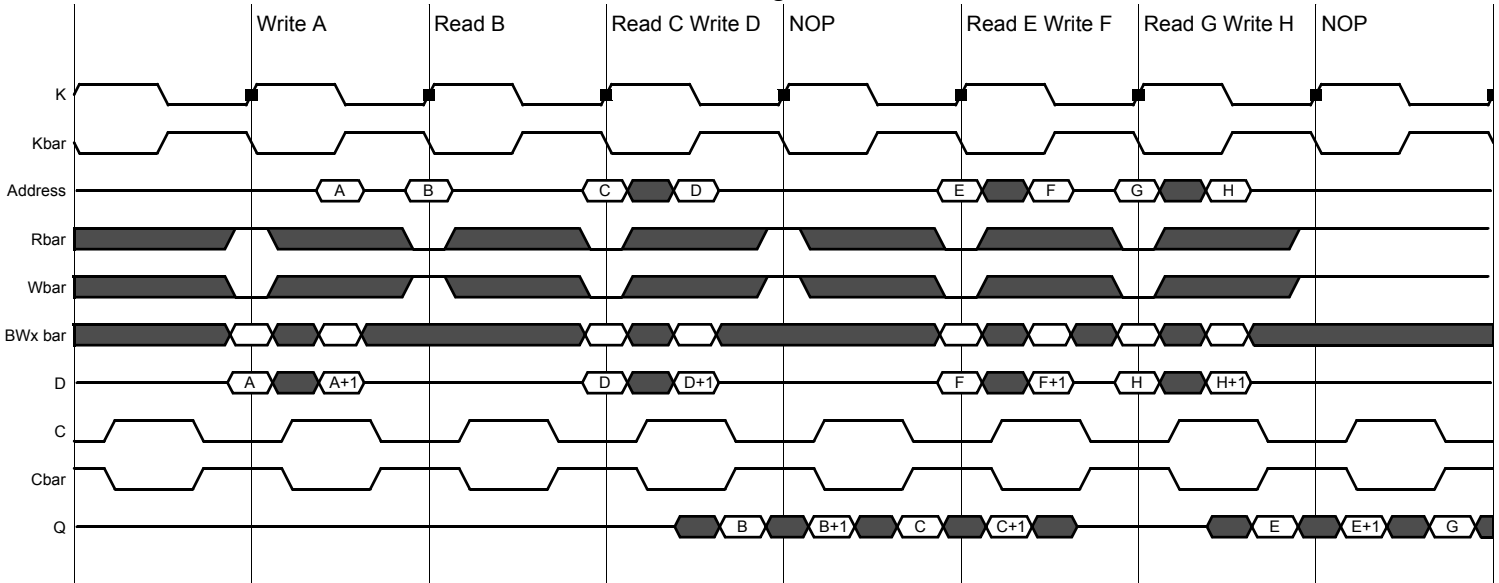 Write A Read B Read C Write D NOP Read E Write F Read G Write H NOP
K
Kbar
Address A B C D E F G H
Rbar
Wbar
BWx bar
D A A+1 D D+1 F F+1 H H+1
C
Cbar
Q B B+1 C C+1 E E+1 G